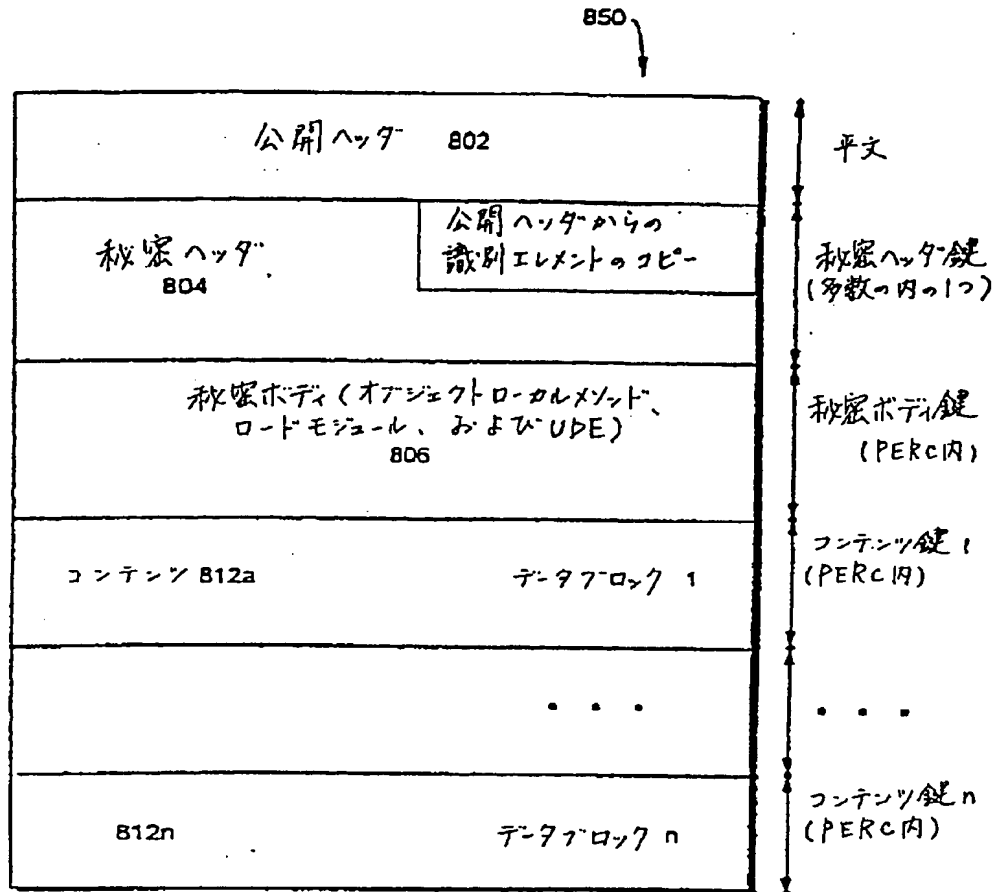 850
公開ヘッダ 802
平文
秘密ヘッダ
804
公開ヘッダからの
識別エレメントのコピー
秘密ヘッダ鍵
(多数の内の1つ)
秘密ボディ(オブジェクトローカルメソッド、
ロードモジュール、およびUDE)
806
秘密ボディ鍵
(PERC内)
コンテンツ 812a
データブロック 1
コンテンツ鍵 1
(PERC内)
• • •
• • •
812n
データブロック n
コンテンツ鍵 n
(PERC内)